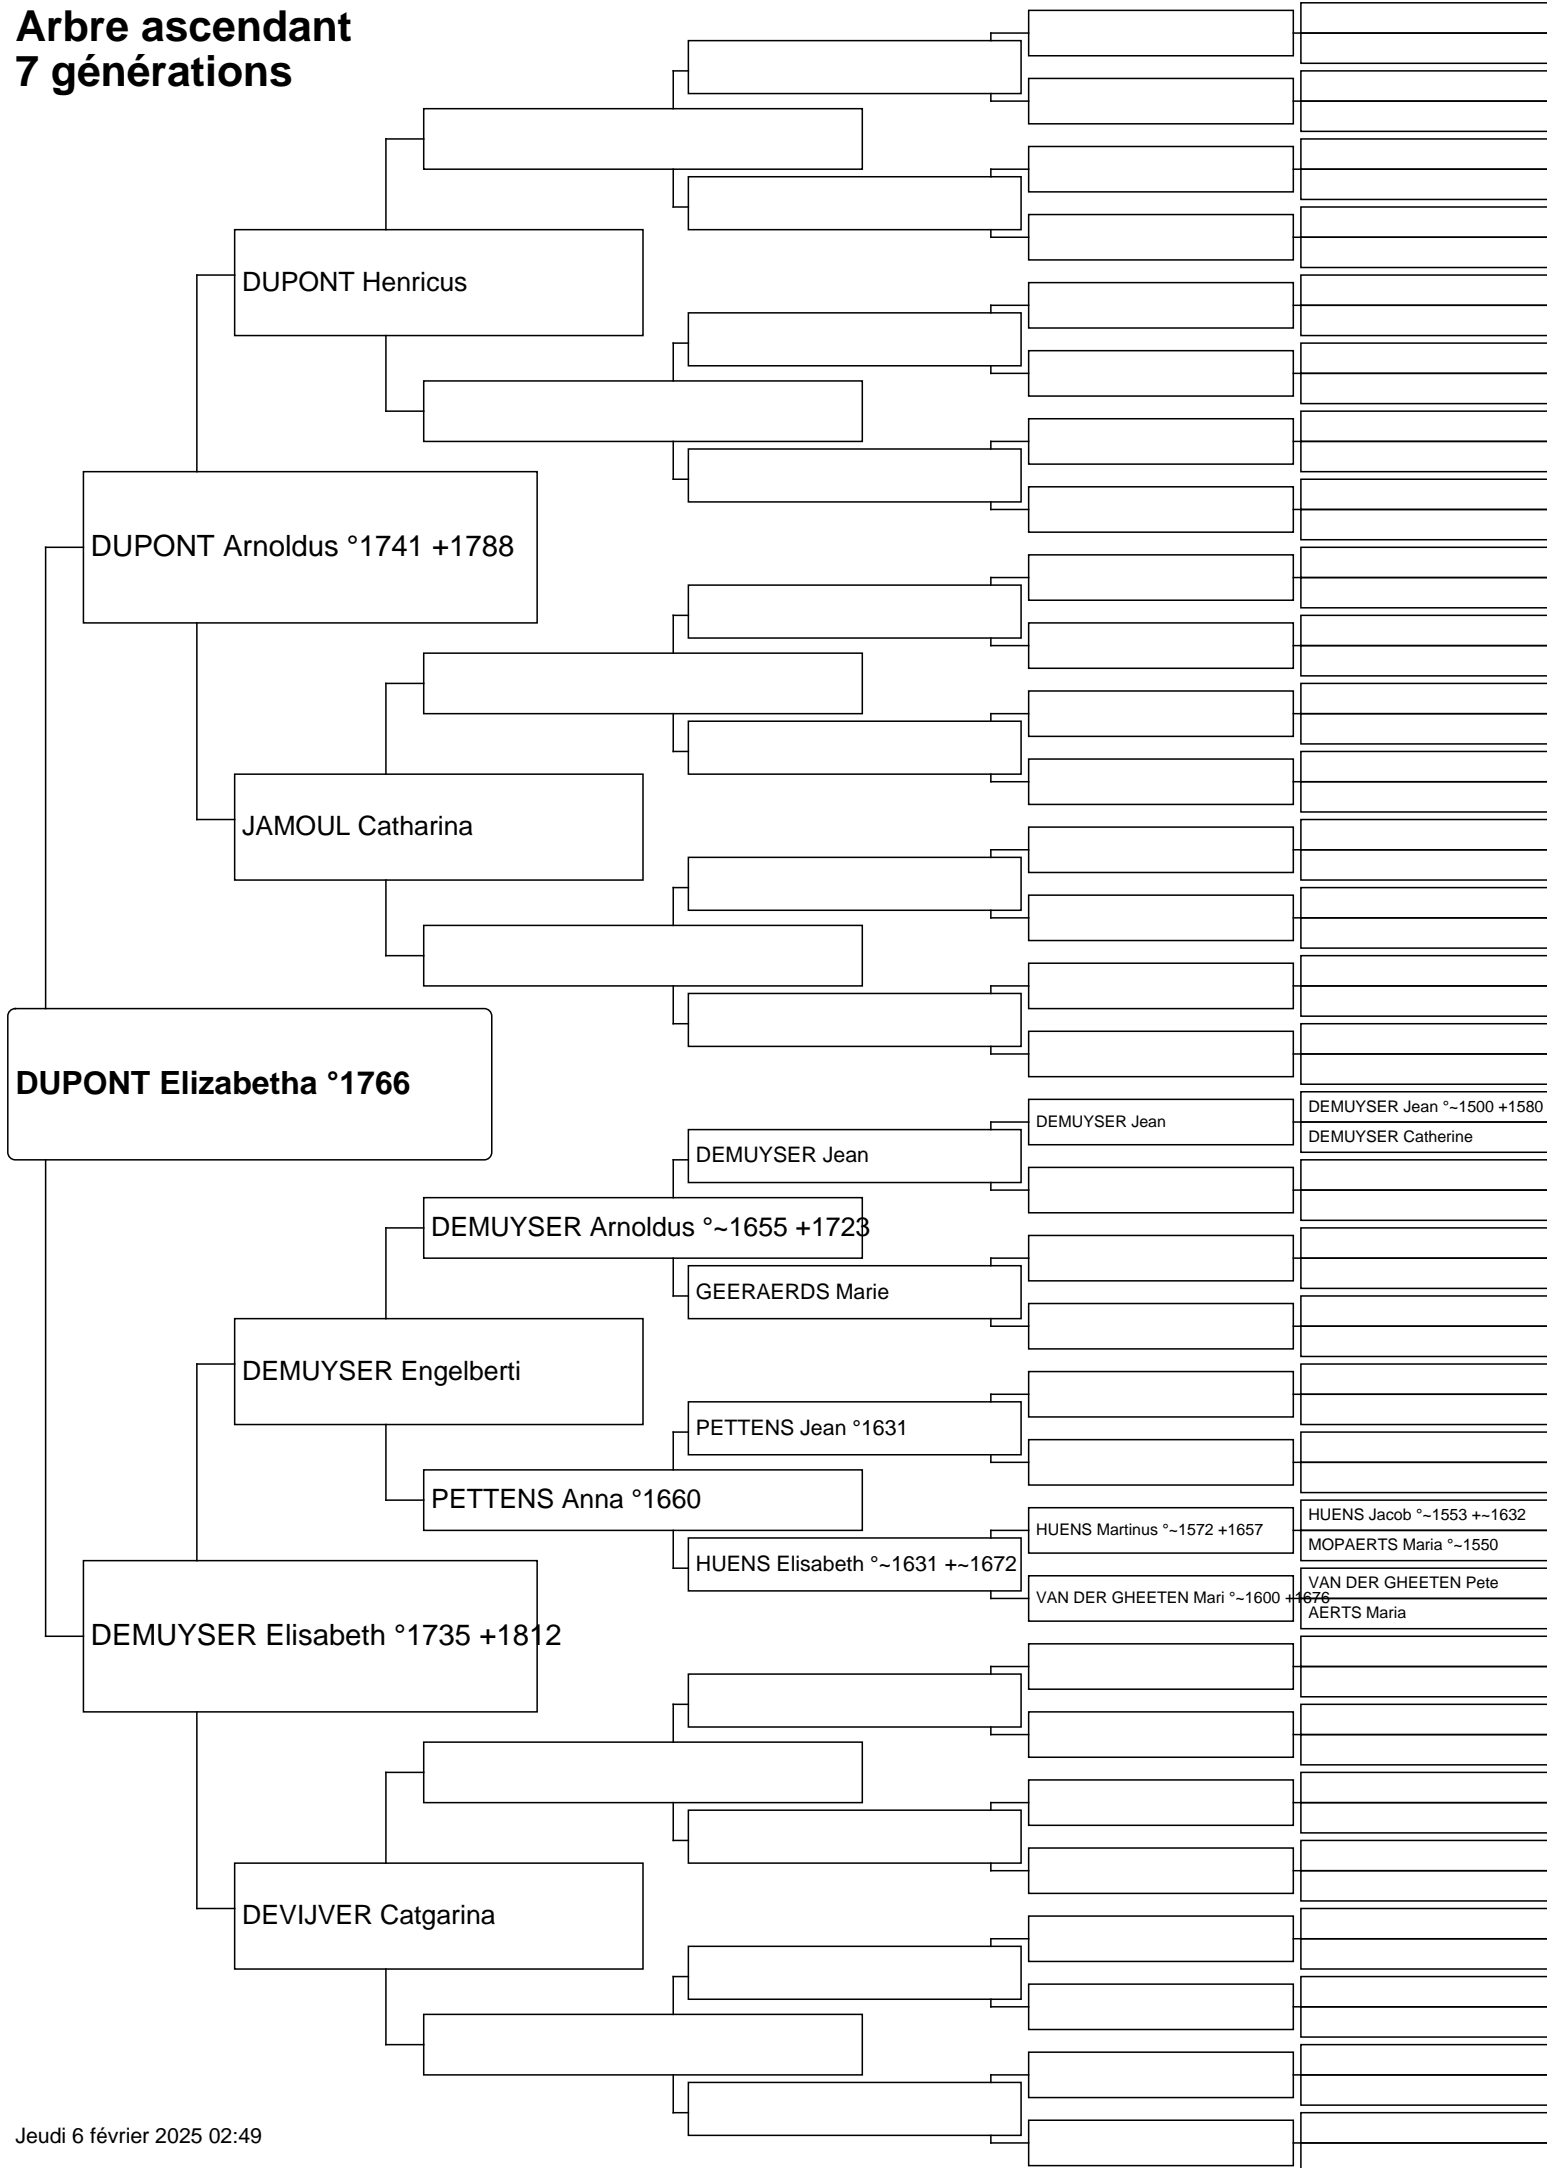 Arbre ascendant
7 générations
DUPONT Henricus
DUPONT Arnoldus °1741 +1788
JAMOUL Catharina
DUPONT Elizabetha °1766
DEMUYSER Jean °~1500 +1580
DEMUYSER Jean
DEMUYSER Catherine
DEMUYSER Jean
DEMUYSER Arnoldus °~1655 +1723
GEERAERDS Marie
DEMUYSER Engelberti
PETTENS Jean °1631
PETTENS Anna °1660
HUENS Jacob °~1553 +~1632
HUENS Martinus °~1572 +1657
MOPAERTS Maria °~1550
HUENS Elisabeth °~1631 +~1672
VAN DER GHEETEN Pete
VAN DER GHEETEN Mari °~1600 +1676
AERTS Maria
DEMUYSER Elisabeth °1735 +1812
DEVIJVER Catgarina
Jeudi 6 février 2025 02:49